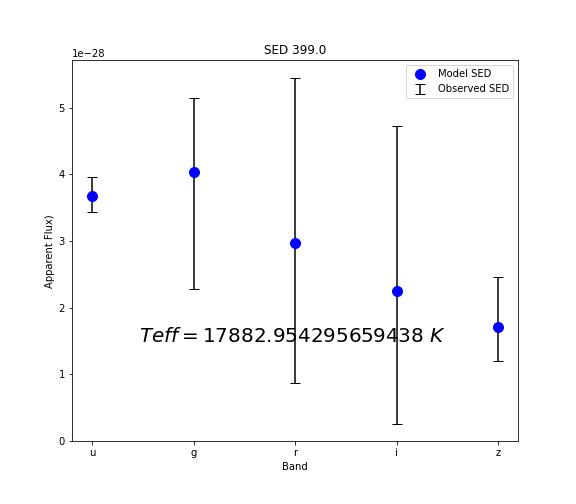 SED 399.0
1e−28
Model SED
Observed SED
5
4
3
2
1
0
Apparent Flux)
Teff = 17882.954295659438 K
u g r i z
Band